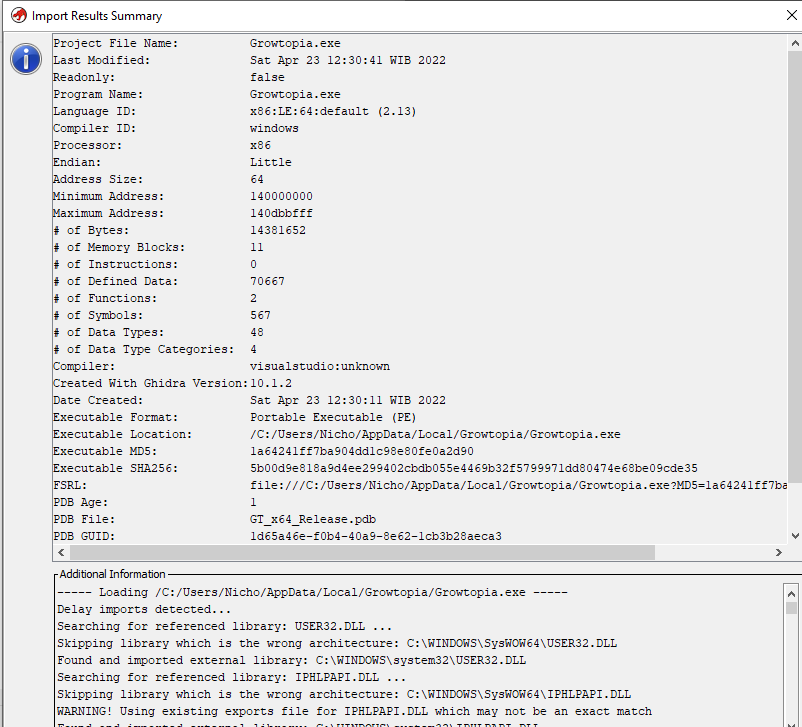 Import Results Summary
Project File Name: Growtopia.exe
Last Modified: Sat Apr 23 12:30:41 WIB 2022
Readonly: false
Program Name: Growtopia.exe
Language ID: x86:LE:64:default (2.13)
Compiler ID: windows
Processor: x86
Endian: Little
Address Size: 64
Minimum Address: 140000000
Maximum Address: 140dbbfff
# of Bytes: 14381652
# of Memory Blocks: 11
# of Instructions: 0
# of Defined Data: 70667
# of Functions: 2
# of Symbols: 567
# of Data Types: 48
# of Data Type Categories: 4
Compiler: visualstudio:unknown
Created With Ghidra Version: 10.1.2
Date Created: Sat Apr 23 12:30:11 WIB 2022
Executable Format: Portable Executable (PE)
Executable Location: /C:/Users/Nicho/AppData/Local/Growtopia/Growtopia.exe
Executable MD5: 1a64241ff7ba904dd1c98e80fe0a2d90
Executable SHA256: 5b00d9e818a9d4ee299402cbdb055e4469b32f5799971dd80474e68be09cde35
FSRL: file:///C:/Users/Nicho/AppData/Local/Growtopia/Growtopia.exe?MD5=1a64241ff7ba
PDB Age: 1
PDB File: GT_x64_Release.pdb
PDB GUID: 1d65a46e-f0b4-40a9-8e62-1cb3b28aeca3
Additional Information
----- Loading /C:/Users/Nicho/AppData/Local/Growtopia/Growtopia.exe -----
Delay imports detected...
Searching for referenced library: USER32.DLL ...
Skipping library which is the wrong architecture: C:\WINDOWS\SysWOW64\USER32.DLL
Found and imported external library: C:\WINDOWS\system32\USER32.DLL
Searching for referenced library: IPHLPAPI.DLL ...
Skipping library which is the wrong architecture: C:\WINDOWS\SysWOW64\IPHLPAPI.DLL
WARNING! Using existing exports file for IPHLPAPI.DLL which may not be an exact match
Found and imported external library: C:\WINDOWS\system32\IPHLPAPI.DLL